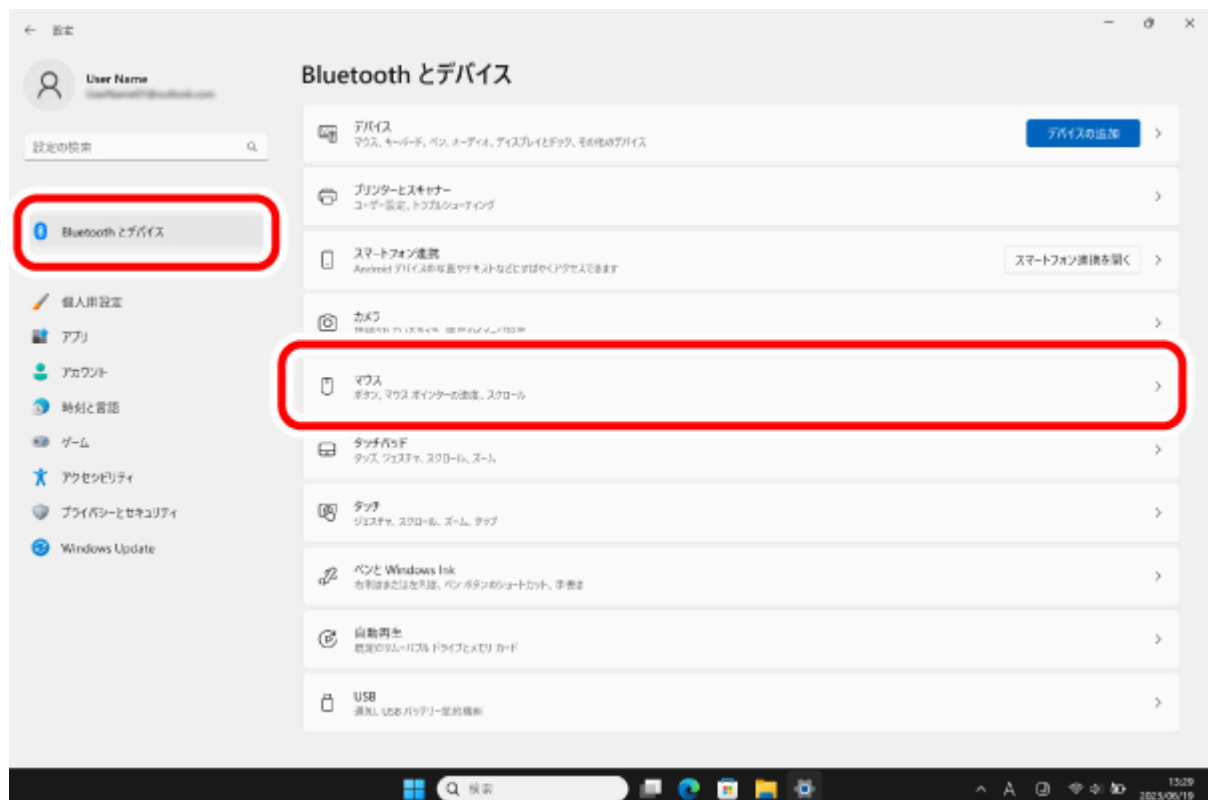 設定
User Name
設定の検索
Bluetooth とデバイス
個人用設定
アプリ
アカウント
時刻と言語
ゲーム
アクセシビリティ
プライバシーとセキュリティ
Windows Update
Bluetooth とデバイス
デバイス
マウス、キーボード、ペン、オーディオ、ディスプレイとドック、その他のデバイス
デバイスの追加
プリンターとスキャナー
ユーザー設定、トラブルシューティング
スマートフォン連携
Android デバイスの写真やテキストなどにすばやくアクセスできます
スマートフォン連携を開く
カメラ
マウス
ボタン、マウス ポインターの速度、スクロール
タッチパッド
タップ、ジェスチャ、スクロール、ズーム
タッチ
ジェスチャ、スクロール、ズーム、タップ
ペンと Windows Ink
右利きまたは左利き、ペン ボタンのショートカット、手書き
自動再生
既定のリムーバブル ドライブとメモリ カード
USB
通知、USB バッテリー節約機能
検索
A
13:29
2023/06/19